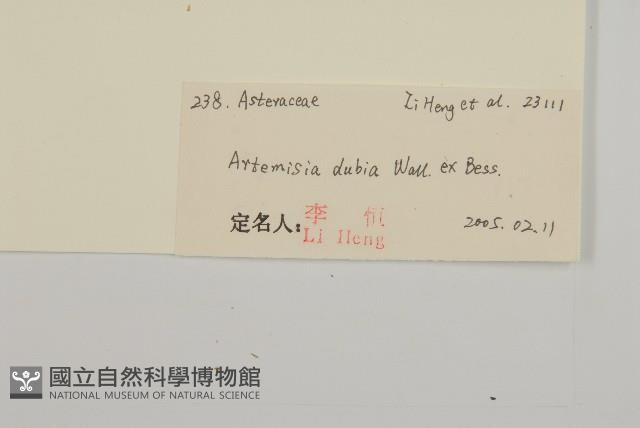 238. Asteraceae Li Heng et al. 23111
Artemisia dubia Wall. ex Bess.
定名人: 李 恒 2005.02.11
Li Heng
國立自然科學博物館
NATIONAL MUSEUM OF NATURAL SCIENCE